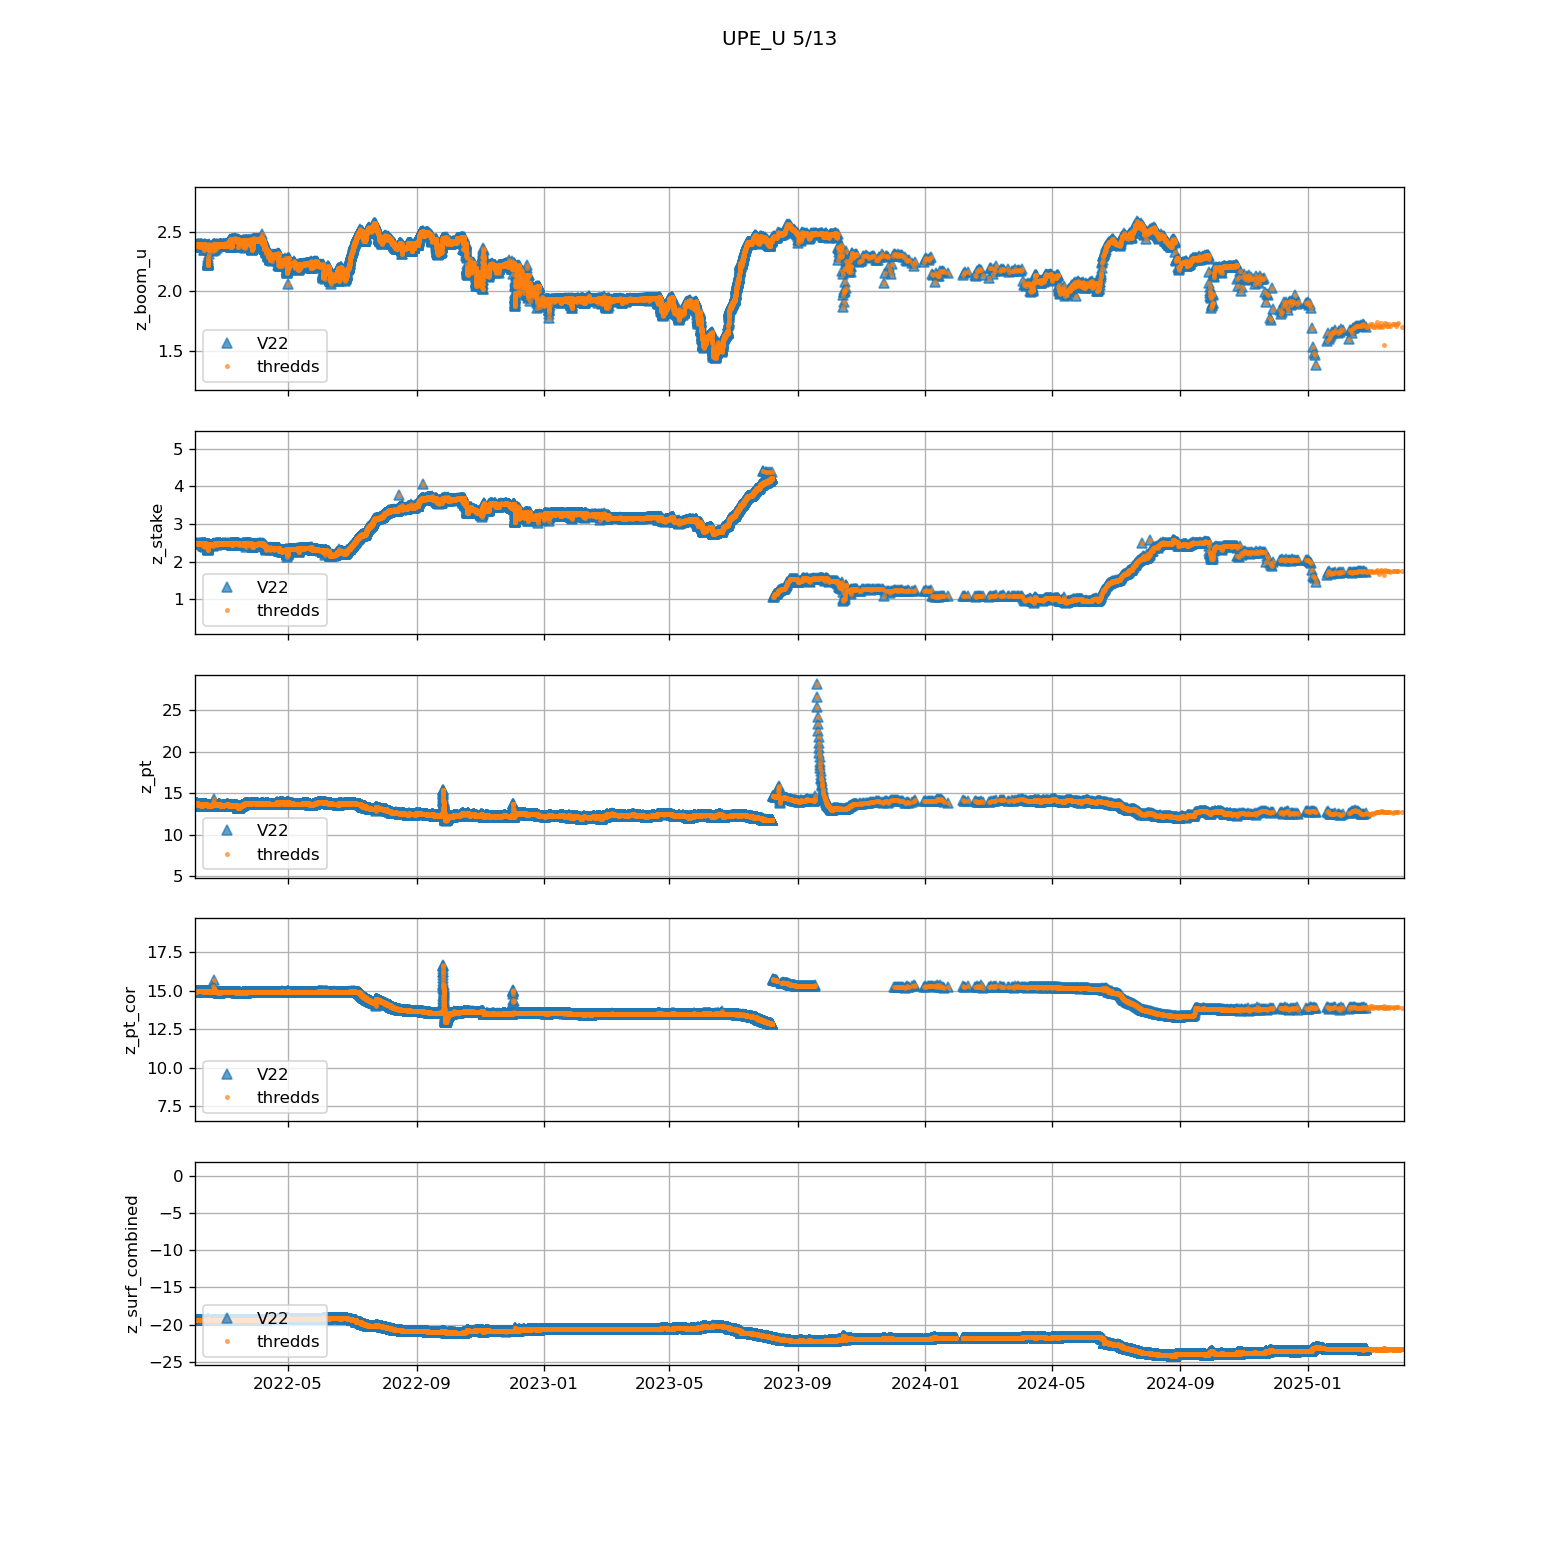 UPE_U 5/13
z_boom_u
2.5
2.0
1.5
V22
thredds
z_stake
5
4
3
2
1
V22
thredds
z_pt
25
20
15
10
5
V22
thredds
z_pt_cor
17.5
15.0
12.5
10.0
7.5
V22
thredds
z_surf_combined
0
−5
−10
−15
−20
−25
V22
thredds
2022-05 2022-09 2023-01 2023-05 2023-09 2024-01 2024-05 2024-09 2025-01